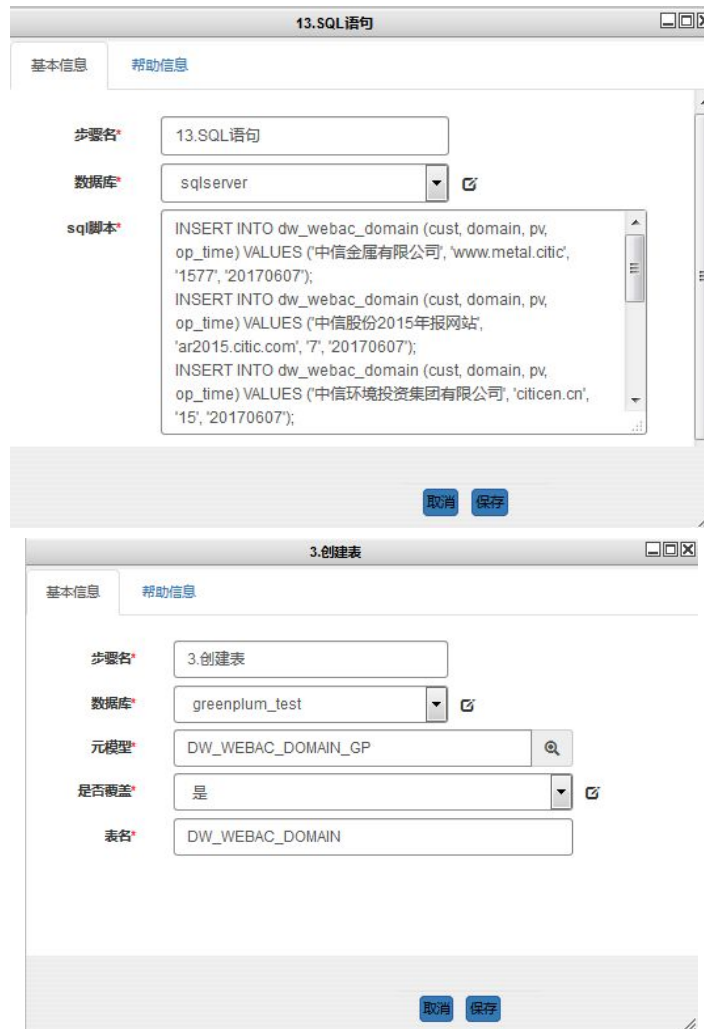 13.SQL语句
基本信息 帮助信息
步骤名* 13.SQL语句
数据库* sqlserver
sql脚本* INSERT INTO dw_webac_domain (cust, domain, pv,
op_time) VALUES ('中信金属有限公司', 'www.metal.citic',
'1577', '20170607');
INSERT INTO dw_webac_domain (cust, domain, pv,
op_time) VALUES ('中信股份2015年报网站',
'ar2015.citic.com', '7', '20170607');
INSERT INTO dw_webac_domain (cust, domain, pv,
op_time) VALUES ('中信环境投资集团有限公司', 'citicen.cn',
'15', '20170607');
取消 保存
3.创建表
基本信息 帮助信息
步骤名* 3.创建表
数据库* greenplum_test
元模型* DW_WEBAC_DOMAIN_GP
是否覆盖* 是
表名* DW_WEBAC_DOMAIN
取消 保存